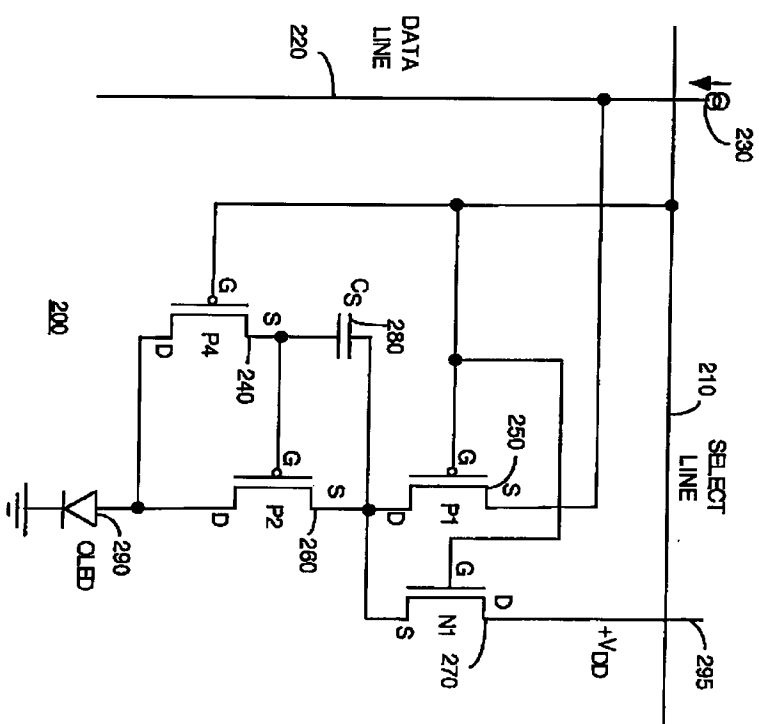 230
210
SELECT
LINE
295
+VDD
DATA
LINE
220
250
S
D
G
G
P1
N1
270
D
S
CS
280
S
G
S
G
240
P4
P2
260
D
D
290
OLED
200